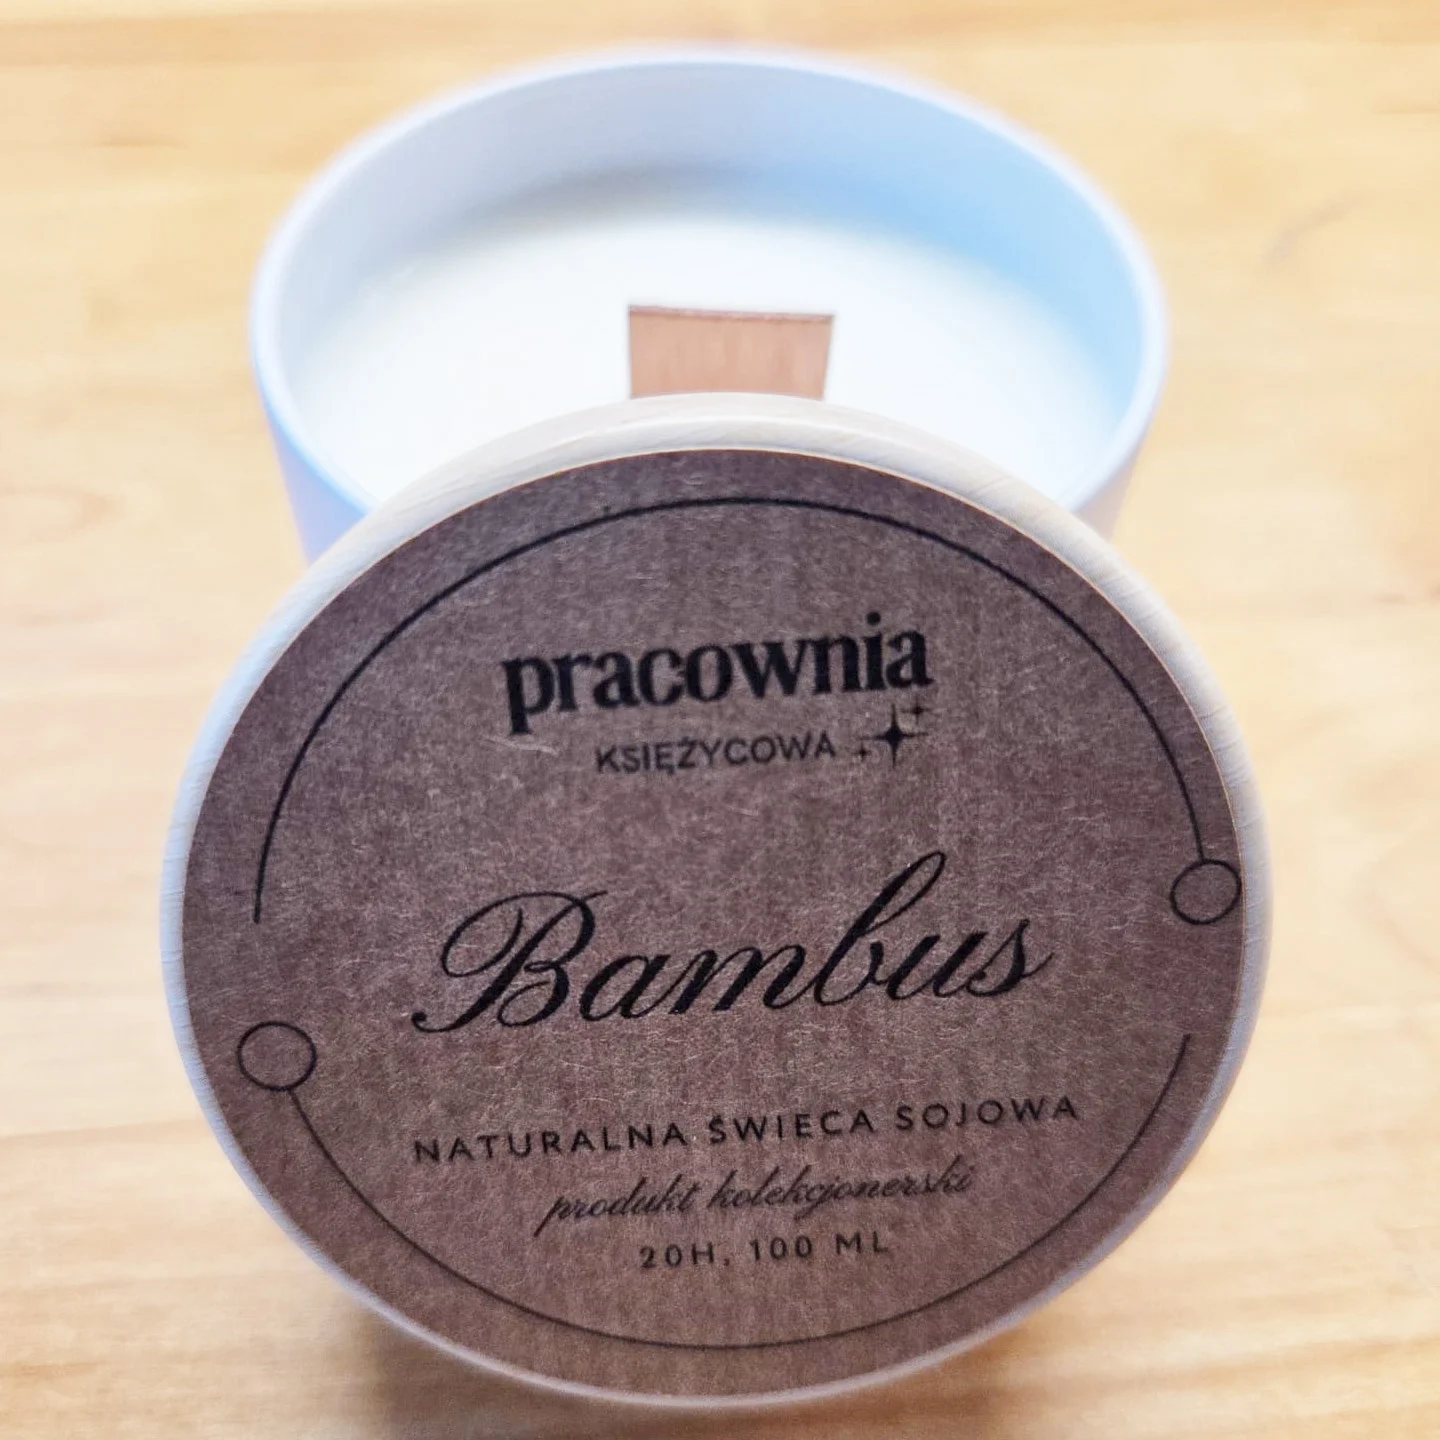 pracownia
KSIĘŻYCOWA
Bambus
NATURALNA ŚWIECA SOJOWA
produkt kolekcjonerski
20H, 100 ML